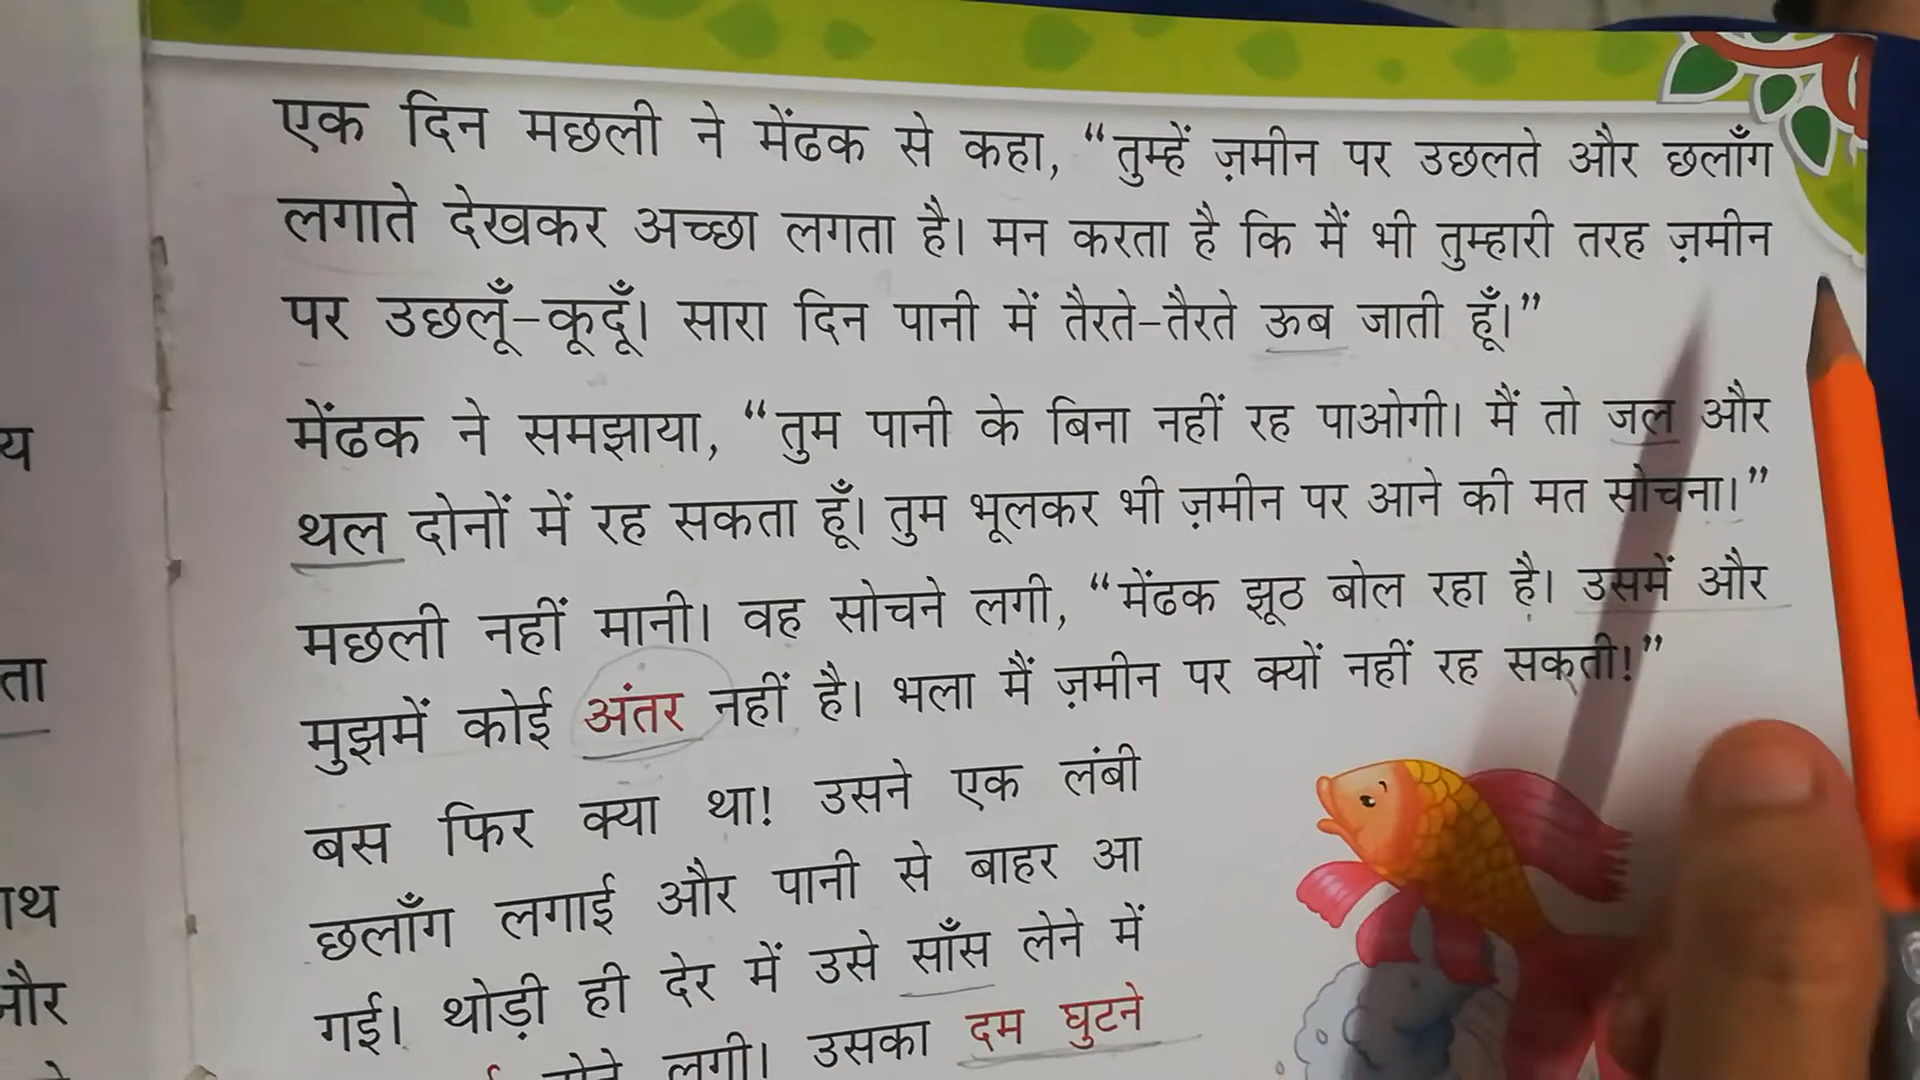 एक दिन मछली ने मेंढक से कहा, “तुम्हें ज़मीन पर उछलते और छलाँग
लगाते देखकर अच्छा लगता है। मन करता है कि मैं भी तुम्हारी तरह ज़मीन
पर उछलूँ-कूदूँ। सारा दिन पानी में तैरते-तैरते ऊब जाती हूँ।”
मेंढक ने समझाया, “तुम पानी के बिना नहीं रह पाओगी। मैं तो जल और
थल दोनों में रह सकता हूँ। तुम भूलकर भी ज़मीन पर आने की मत सोचना।”
मछली नहीं मानी। वह सोचने लगी, “मेंढक झूठ बोल रहा है। उसमें और
मुझमें कोई अंतर नहीं है। भला मैं ज़मीन पर क्यों नहीं रह सकती!”
बस फिर क्या था! उसने एक लंबी
छलाँग लगाई और पानी से बाहर आ
गई। थोड़ी ही देर में उसे साँस लेने में
लगी। उसका दम घुटने